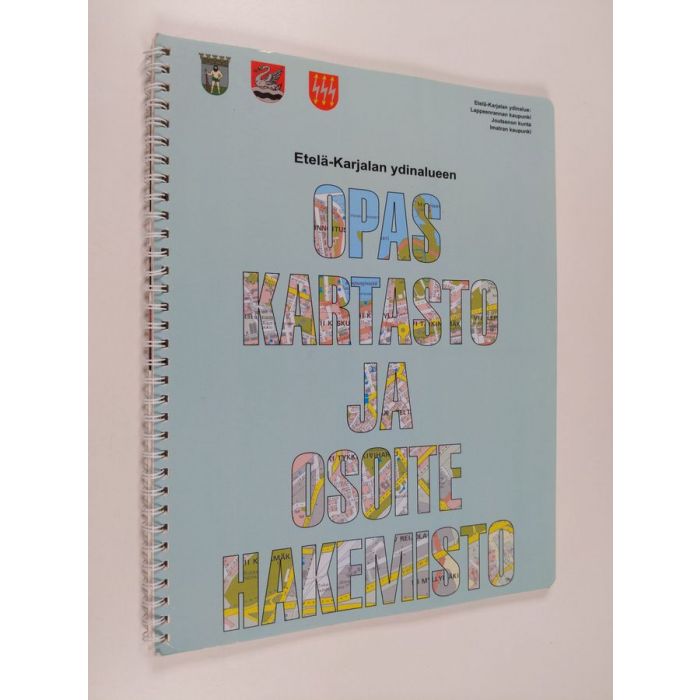 Etelä-Karjalan ydinalue:
Lappeenrannan kaupunki
Joutsenon kunta
Imatran kaupunki
Etelä-Karjalan ydinalueen
OPAS
KARTASTO
JA
OSOITE
HAKEMISTO